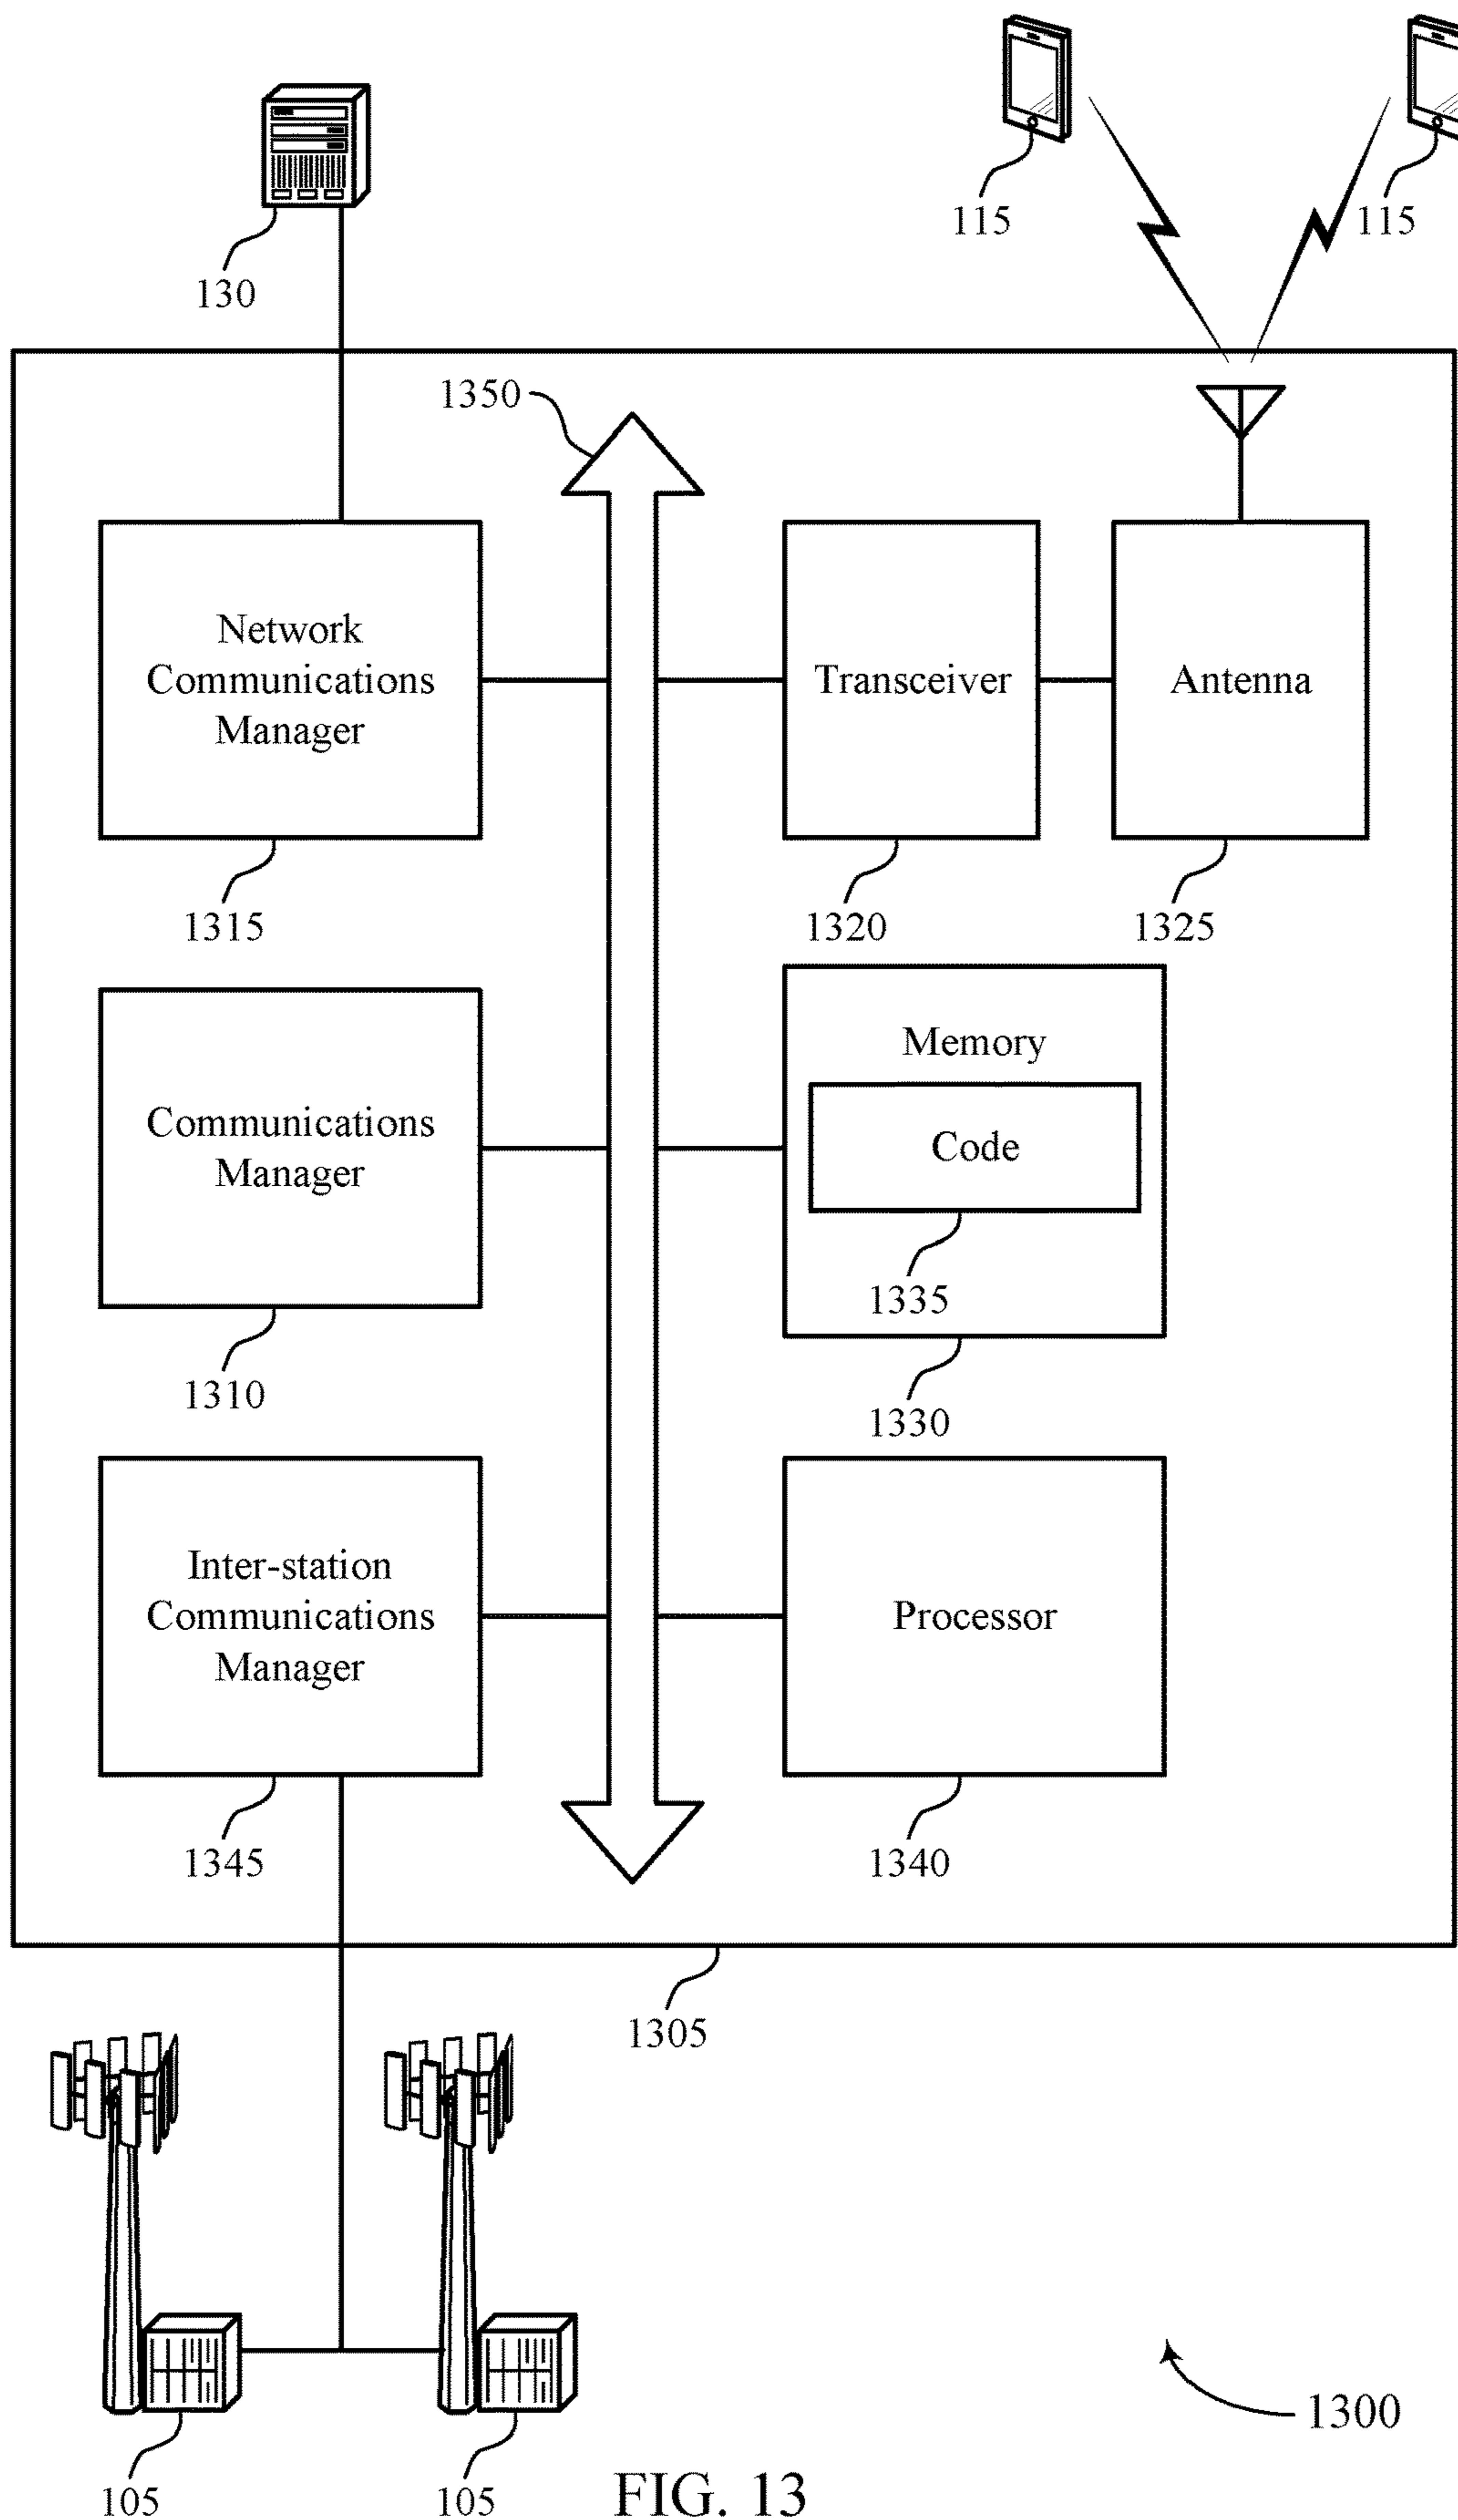 115
115
130
1350
Network
Communications
Manager
Transceiver
Antenna
1315
1320
1325
Memory
Communications
Manager
Code
1335
1310
1330
Inter-station
Communications
Manager
Processor
1345
1340
1305
1300
105
105
FIG. 13